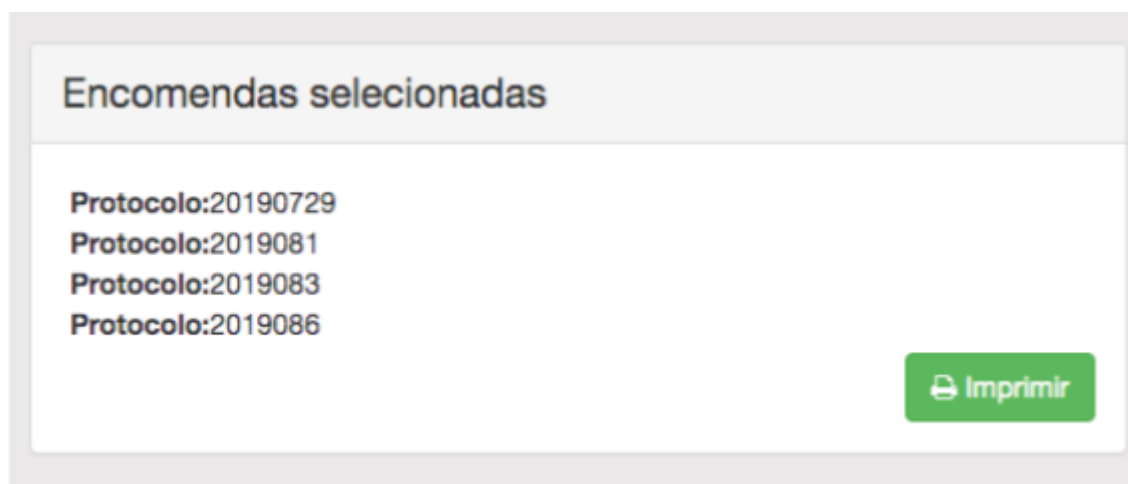 Encomendas selecionadas
Protocolo:20190729
Protocolo:2019081
Protocolo:2019083
Protocolo:2019086
Imprimir